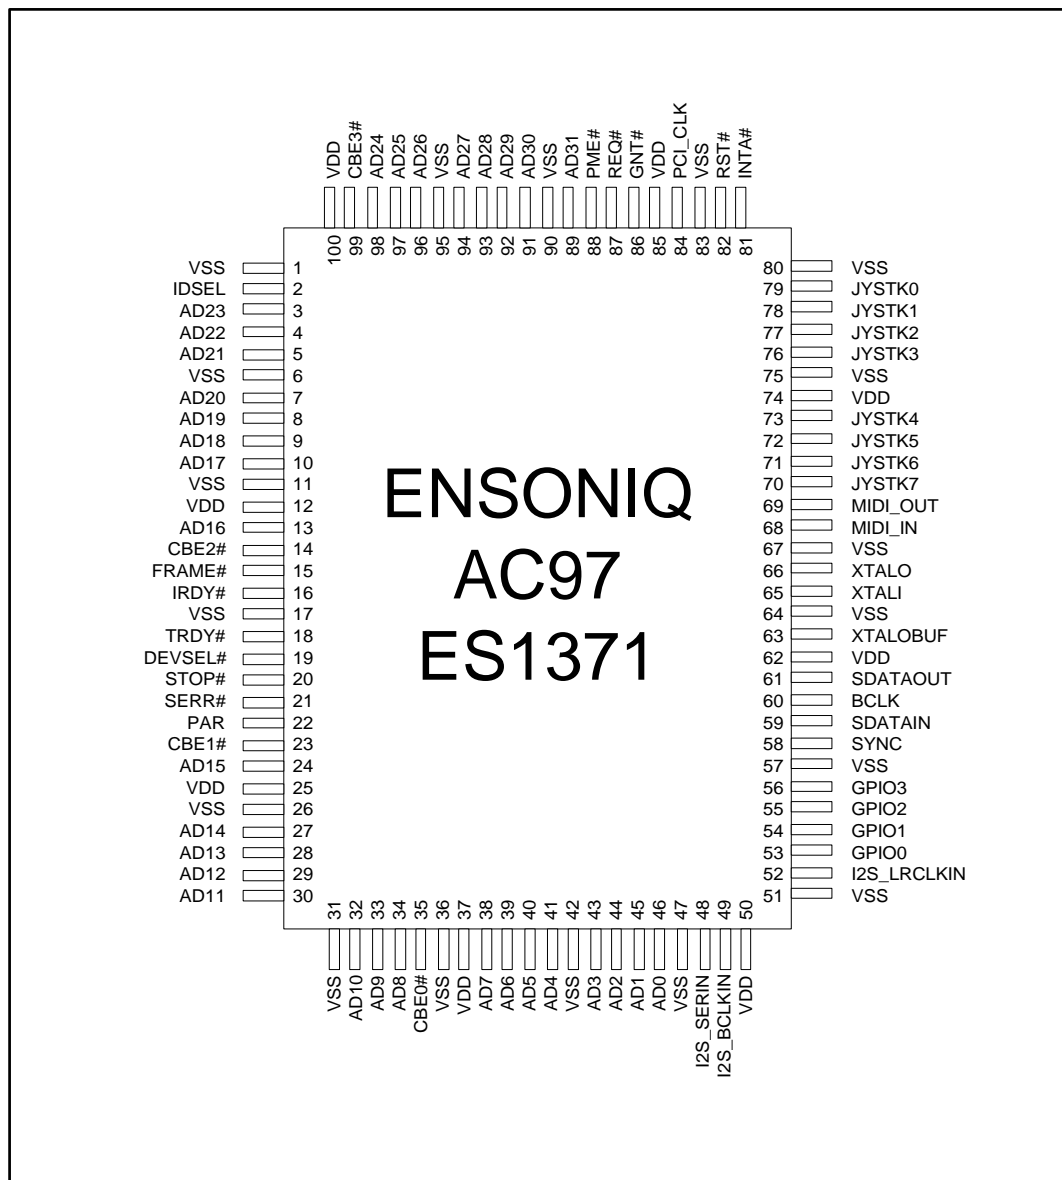 VDD
CBE3#
AD24
AD25
AD26
VSS
AD27
AD28
AD29
AD30
VSS
AD31
PME#
REQ#
GNT#
VDD
PCI_CLK
VSS
RST#
INTA#
100
99
98
97
96
95
94
93
92
91
90
89
88
87
86
85
84
83
82
81
VSS 1
IDSEL 2
AD23 3
AD22 4
AD21 5
VSS 6
AD20 7
AD19 8
AD18 9
AD17 10
VSS 11
VDD 12
AD16 13
CBE2# 14
FRAME# 15
IRDY# 16
VSS 17
TRDY# 18
DEVSEL# 19
STOP# 20
SERR# 21
PAR 22
CBE1# 23
AD15 24
VDD 25
VSS 26
AD14 27
AD13 28
AD12 29
AD11 30
ENSONIQ
AC97
ES1371
80 VSS
79 JYSTK0
78 JYSTK1
77 JYSTK2
76 JYSTK3
75 VSS
74 VDD
73 JYSTK4
72 JYSTK5
71 JYSTK6
70 JYSTK7
69 MIDI_OUT
68 MIDI_IN
67 VSS
66 XTALO
65 XTALI
64 VSS
63 XTALOBUF
62 VDD
61 SDATAOUT
60 BCLK
59 SDATAIN
58 SYNC
57 VSS
56 GPIO3
55 GPIO2
54 GPIO1
53 GPIO0
52 I2S_LRCLKIN
51 VSS
31
32
33
34
35
36
37
38
39
40
41
42
43
44
45
46
47
48
49
50
VSS
AD10
AD9
AD8
CBE0#
VSS
VDD
AD7
AD6
AD5
AD4
VSS
AD3
AD2
AD1
AD0
VSS
I2S_SERIN
I2S_BCLKIN
VDD